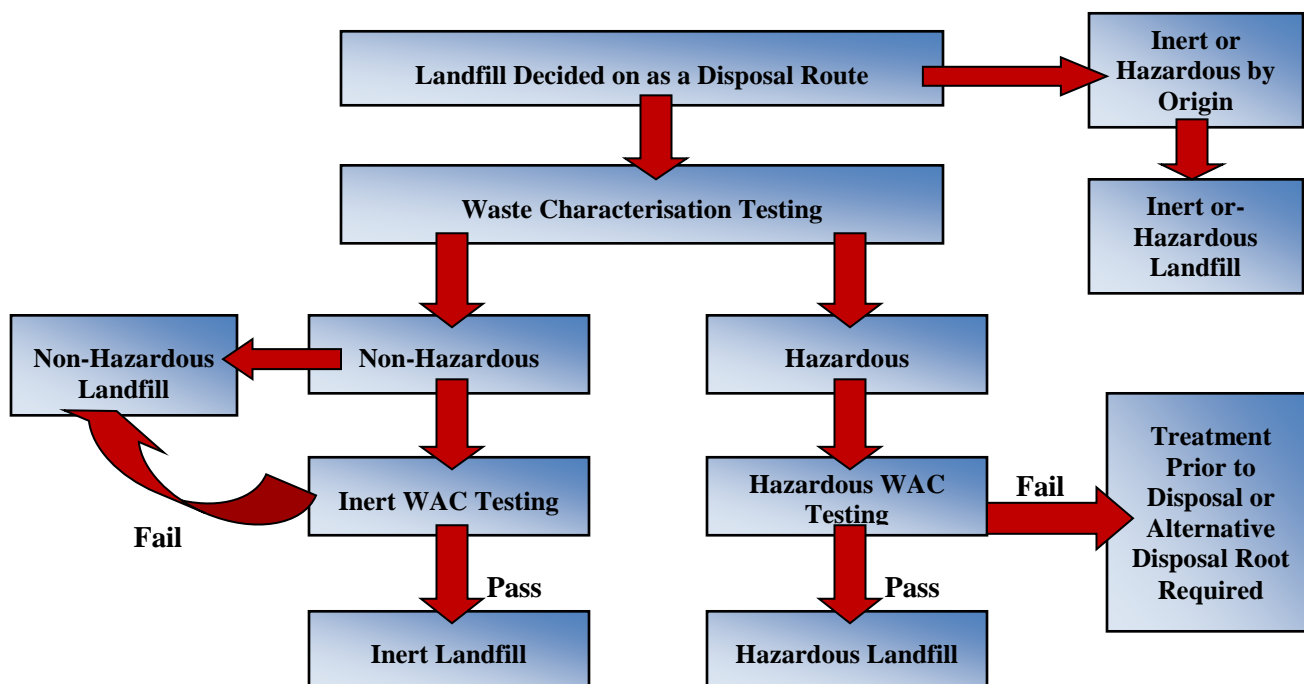 Landfill Decided on as a Disposal Route
Inert or
Hazardous by
Origin
Waste Characterisation Testing
Inert or-
Hazardous
Landfill
Non-Hazardous
Landfill
Non-Hazardous
Hazardous
Inert WAC Testing
Hazardous WAC
Testing
Fail
Treatment
Prior to
Disposal or
Alternative
Disposal Root
Required
Fail
Pass
Pass
Inert Landfill
Hazardous Landfill